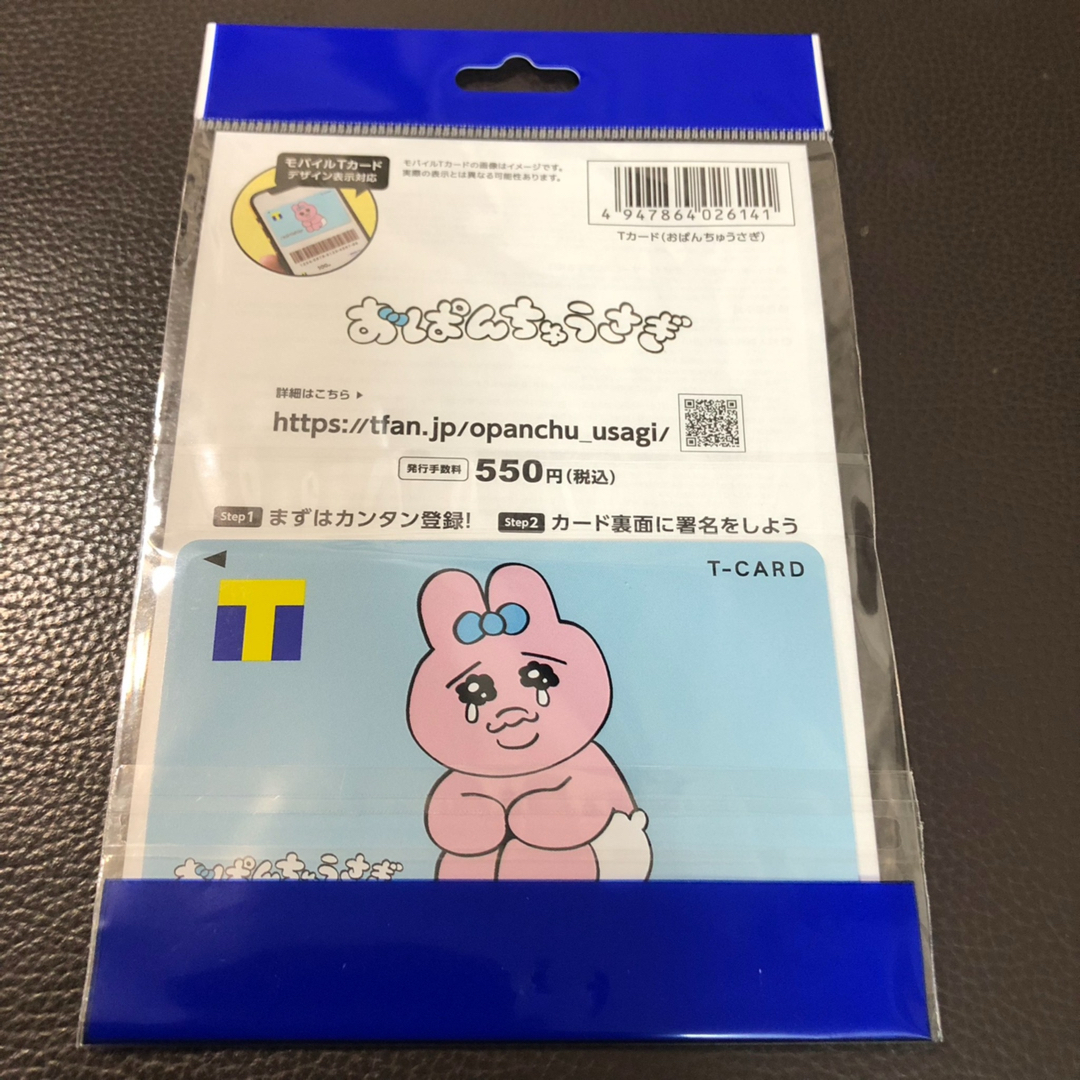 モバイルTカード
デザイン表示対応
モバイルTカードの画像はイメージです。
実際の表示とは異なる可能性あります。
4 947864 026141
Tカード(おぱんちゅうさぎ)
おぱんちゅうさぎ
詳細はこちら▶
https://tfan.jp/opanchu_usagi/
発行手数料 550円(税込)
Step1 まずはカンタン登録! Step2 カード裏面に署名をしよう
T-CARD
T
おぱんちゅうさぎ